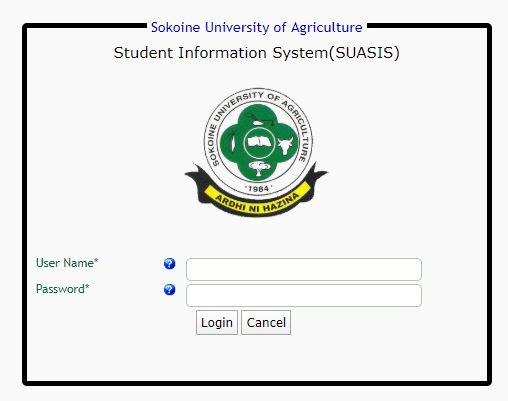 Sokoine University of Agriculture
Student Information System(SUASIS)
SOKOINE UNIVERSITY OF AGRICULTURE
· 1984 ·
ARDHI NI HAZINA
User Name*
?
Password*
?
Login Cancel